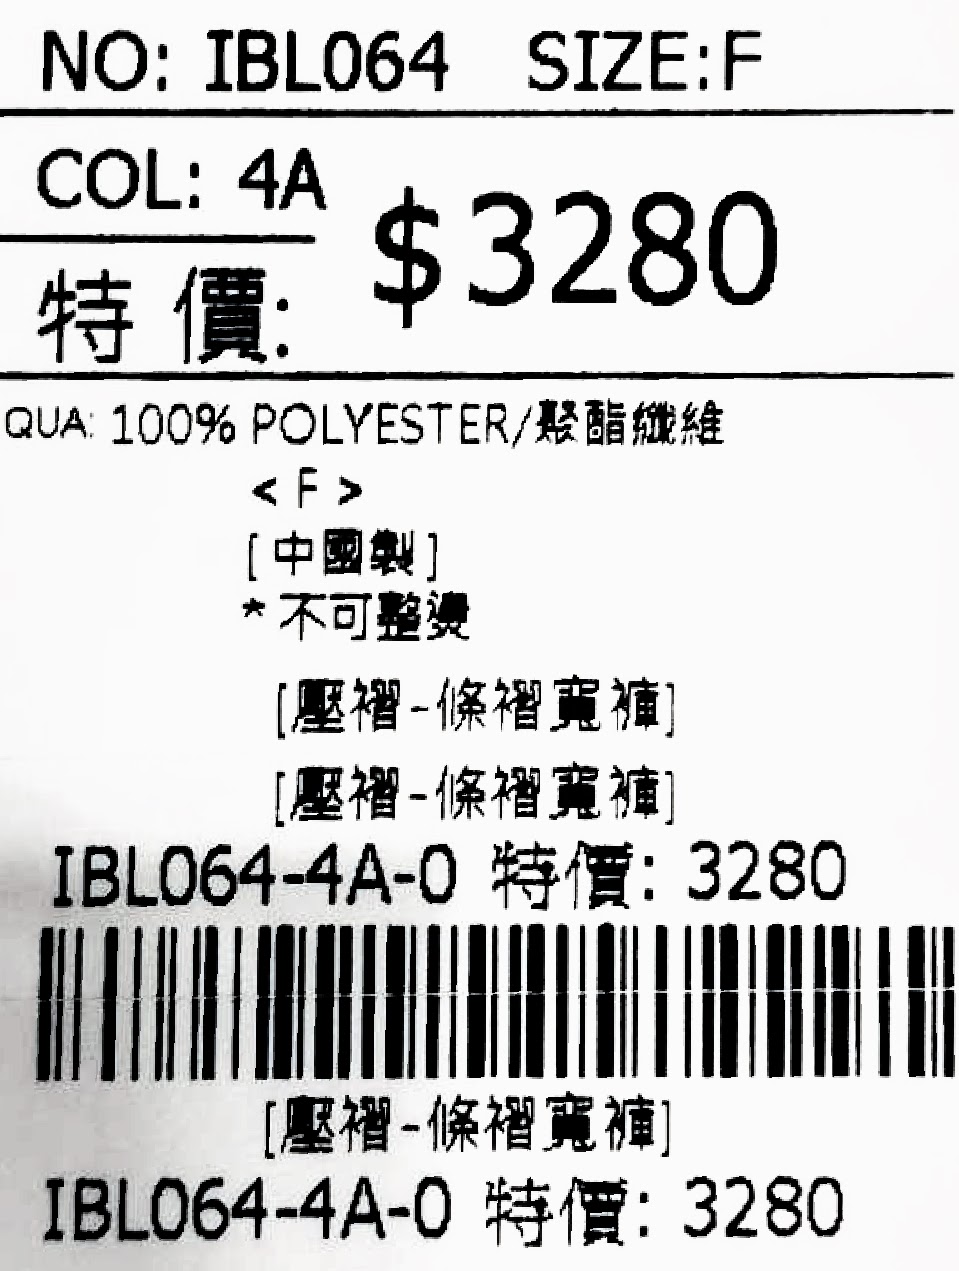 NO: IBL064 SIZE:F
COL: 4A
$3280
特 價:
QUA: 100% POLYESTER/聚酯纖維
< F >
[中國製]
* 不可整燙
[壓褶-條褶寬褲]
[壓褶-條褶寬褲]
IBL064-4A-0 特價: 3280
[壓褶-條褶寬褲]
IBL064-4A-0 特價: 3280